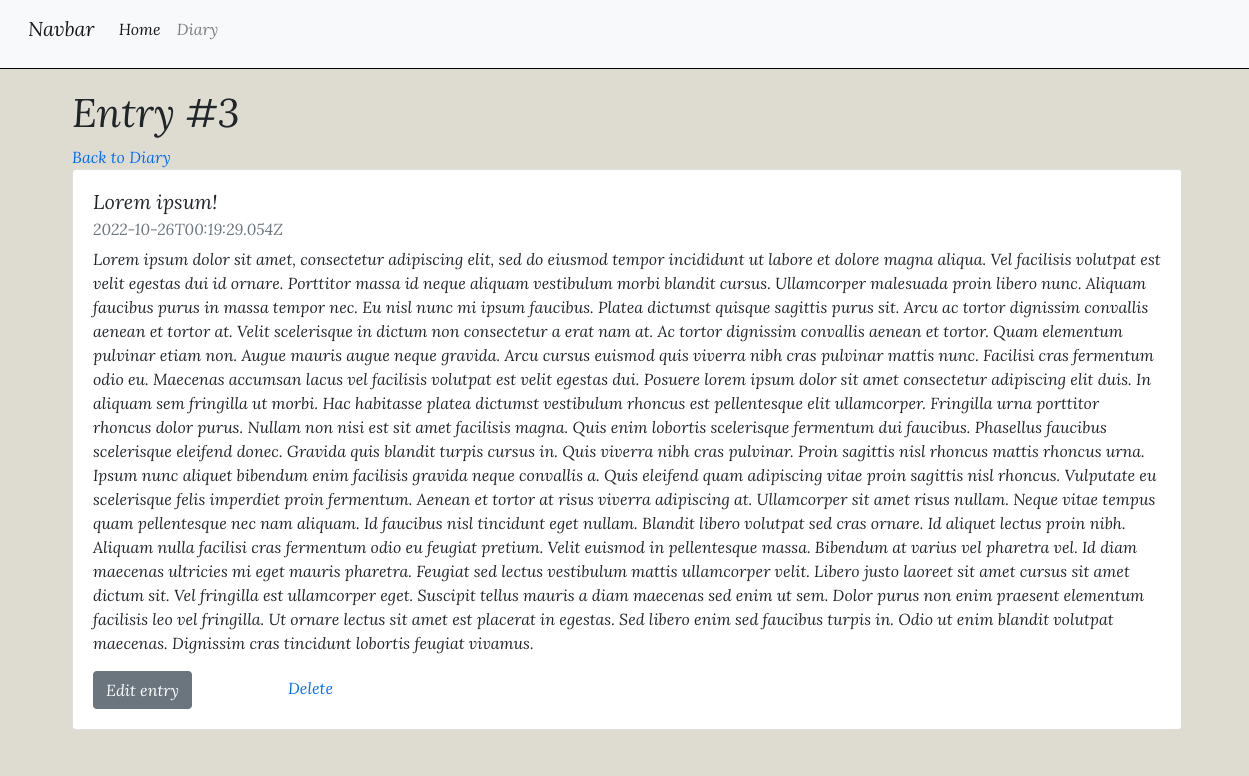 Navbar Home Diary
Entry #3
Back to Diary
Lorem ipsum!
2022-10-26T00:19:29.054Z
Lorem ipsum dolor sit amet, consectetur adipiscing elit, sed do eiusmod tempor incididunt ut labore et dolore magna aliqua. Vel facilisis volutpat est
velit egestas dui id ornare. Porttitor massa id neque aliquam vestibulum morbi blandit cursus. Ullamcorper malesuada proin libero nunc. Aliquam
faucibus purus in massa tempor nec. Eu nisl nunc mi ipsum faucibus. Platea dictumst quisque sagittis purus sit. Arcu ac tortor dignissim convallis
aenean et tortor at. Velit scelerisque in dictum non consectetur a erat nam at. Ac tortor dignissim convallis aenean et tortor. Quam elementum
pulvinar etiam non. Augue mauris augue neque gravida. Arcu cursus euismod quis viverra nibh cras pulvinar mattis nunc. Facilisi cras fermentum
odio eu. Maecenas accumsan lacus vel facilisis volutpat est velit egestas dui. Posuere lorem ipsum dolor sit amet consectetur adipiscing elit duis. In
aliquam sem fringilla ut morbi. Hac habitasse platea dictumst vestibulum rhoncus est pellentesque elit ullamcorper. Fringilla urna porttitor
rhoncus dolor purus. Nullam non nisi est sit amet facilisis magna. Quis enim lobortis scelerisque fermentum dui faucibus. Phasellus faucibus
scelerisque eleifend donec. Gravida quis blandit turpis cursus in. Quis viverra nibh cras pulvinar. Proin sagittis nisl rhoncus mattis rhoncus urna.
Ipsum nunc aliquet bibendum enim facilisis gravida neque convallis a. Quis eleifend quam adipiscing vitae proin sagittis nisl rhoncus. Vulputate eu
scelerisque felis imperdiet proin fermentum. Aenean et tortor at risus viverra adipiscing at. Ullamcorper sit amet risus nullam. Neque vitae tempus
quam pellentesque nec nam aliquam. Id faucibus nisl tincidunt eget nullam. Blandit libero volutpat sed cras ornare. Id aliquet lectus proin nibh.
Aliquam nulla facilisi cras fermentum odio eu feugiat pretium. Velit euismod in pellentesque massa. Bibendum at varius vel pharetra vel. Id diam
maecenas ultricies mi eget mauris pharetra. Feugiat sed lectus vestibulum mattis ullamcorper velit. Libero justo laoreet sit amet cursus sit amet
dictum sit. Vel fringilla est ullamcorper eget. Suscipit tellus mauris a diam maecenas sed enim ut sem. Dolor purus non enim praesent elementum
facilisis leo vel fringilla. Ut ornare lectus sit amet est placerat in egestas. Sed libero enim sed faucibus turpis in. Odio ut enim blandit volutpat
maecenas. Dignissim cras tincidunt lobortis feugiat vivamus.
Edit entry Delete